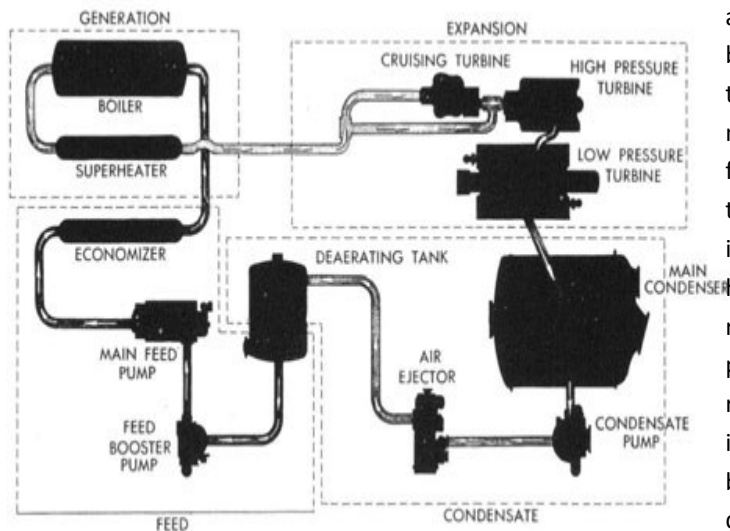 GENERATION
BOILER
SUPERHEATER
EXPANSION
CRUISING TURBINE
HIGH PRESSURE
TURBINE
LOW PRESSURE
TURBINE
ECONOMIZER
MAIN FEED
PUMP
FEED
BOOSTER
PUMP
FEED
DEAERATING TANK
AIR
EJECTOR
MAIN
CONDENSER
CONDENSATE
PUMP
CONDENSATE